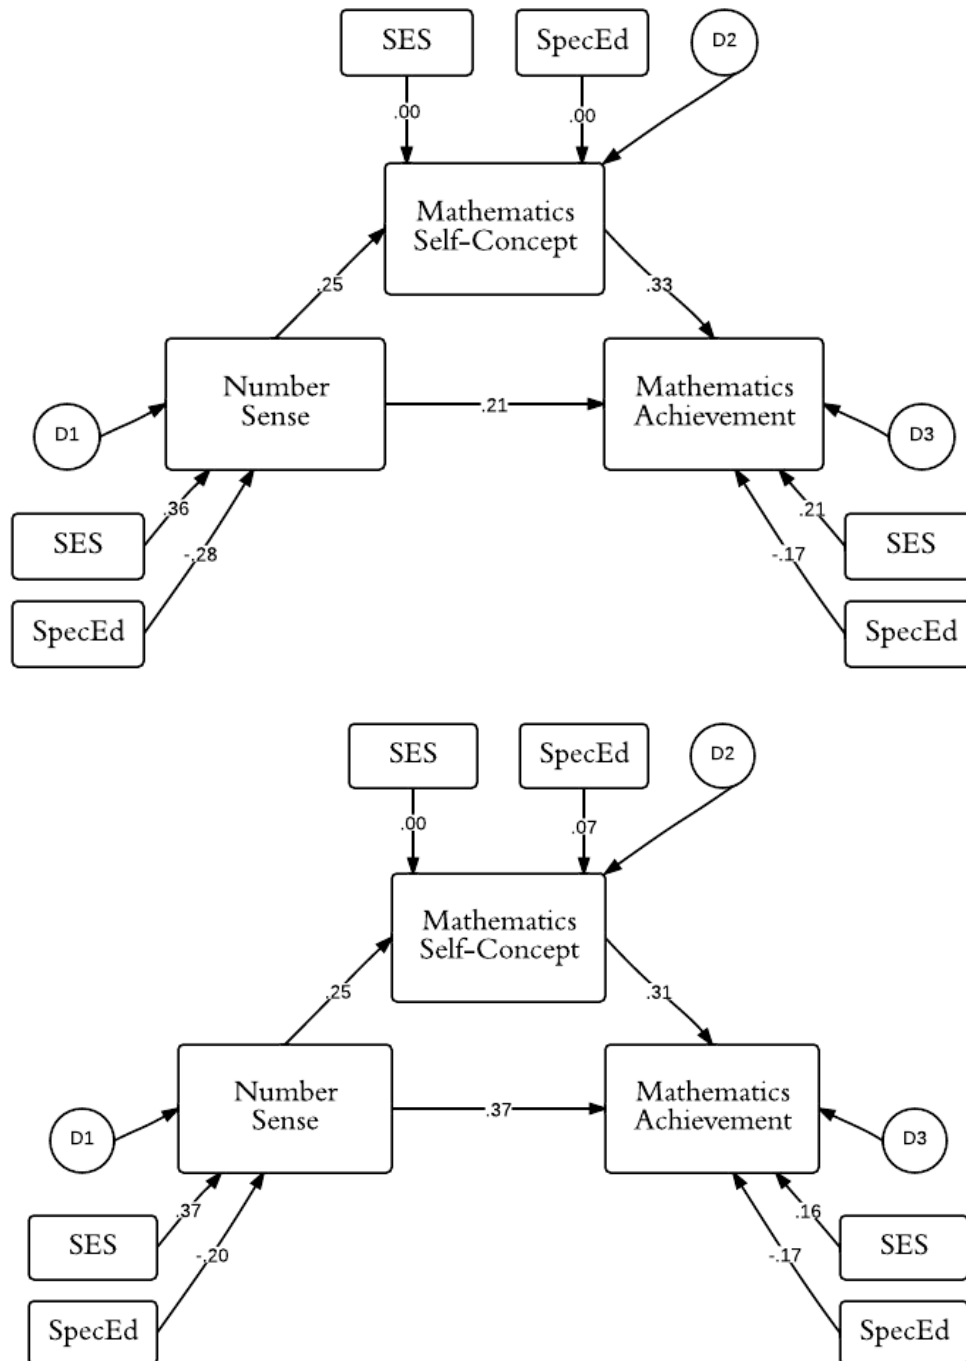 SES
SpecEd
D2
.00
.00
Mathematics
Self-Concept
.25
.33
Number
Sense
.21
Mathematics
Achievement
D1
D3
.36
.21
SES
-.28
-.17
SES
SpecEd
SpecEd
SES
SpecEd
D2
.00
.07
Mathematics
Self-Concept
.25
.31
Number
Sense
.37
Mathematics
Achievement
D1
D3
.37
.16
SES
-.20
-.17
SES
SpecEd
SpecEd